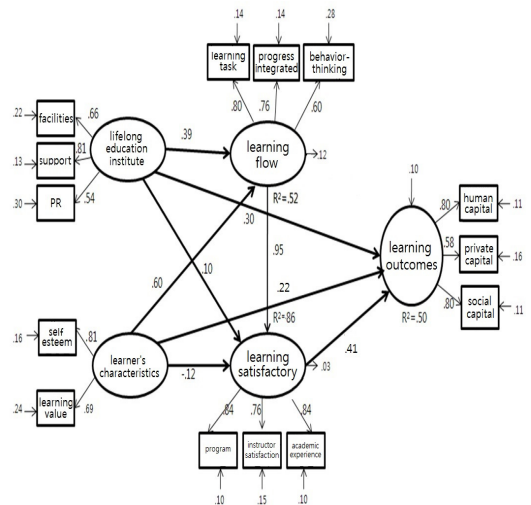 .14
.14
.28
learning
task
progress
integrated
behavior-
thinking
.80
.76
.60
.22
facilities
.66
.13
support
.81
.30
PR
.54
lifelong
education
institute
.39
learning
flow
.12
R²=.52
.30
.10
.95
.60
.10
.22
R²=.86
learning
outcomes
R²=.50
.80
human
capital
.11
.58
private
capital
.16
.80
social
capital
.11
.16
self
esteem
.81
.24
learning
value
.69
learner's
characteristics
-.12
learning
satisfactory
.03
.41
.84
.76
.84
program
instructor
satisfaction
academic
experience
.10
.15
.10